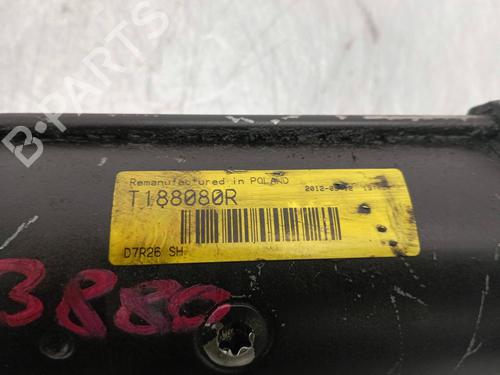 B-PARTS
Remanufactured in POLAND
T188080R
D7R26 SH
3880